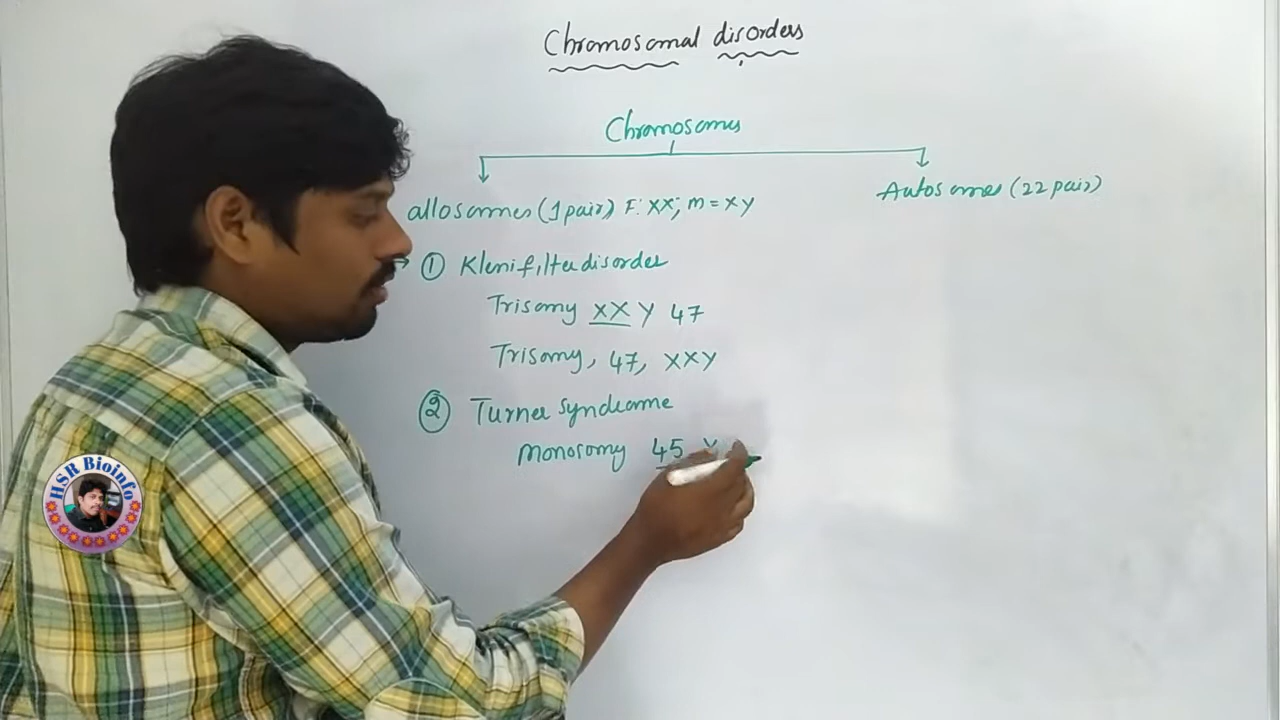 Chromosomal disorders
Chromosomes
allosomes (1 pair) F: XX; m = XY
Autosomes (22 pair)
① Klenifilter disorder
Trisomy XXY 47
Trisomy, 47, XXY
② Turner syndrome
monosomy 45
HSR Bioinfo